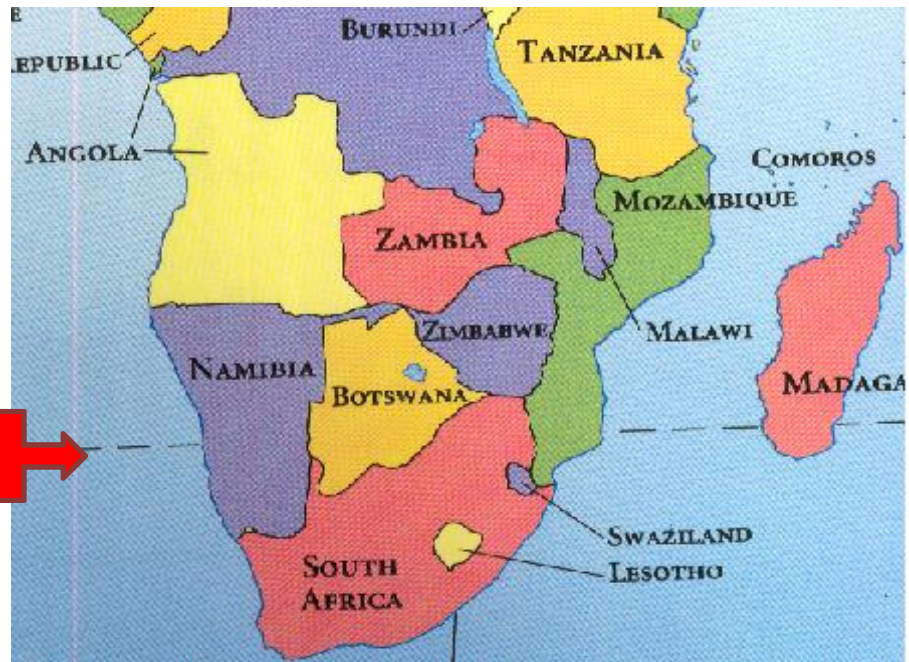 E
BURUNDI
TANZANIA
EPUBLIC
ANGOLA
COMOROS
MOZAMBIQUE
ZAMBIA
ZIMBABWE
MALAWI
NAMIBIA
BOTSWANA
MADAGA
SWAZILAND
LESOTHO
SOUTH
AFRICA